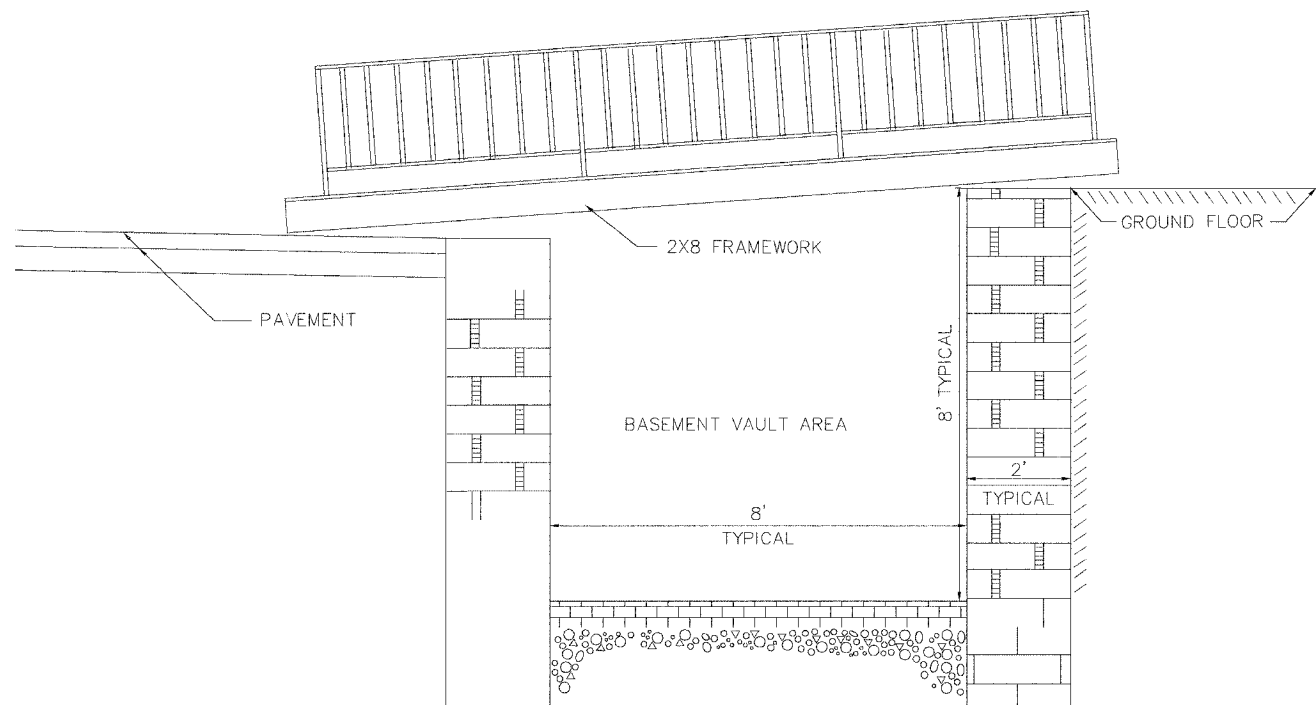 GROUND FLOOR
2X8 FRAMEWORK
PAVEMENT
8' TYPICAL
BASEMENT VAULT AREA
2'
TYPICAL
8'
TYPICAL